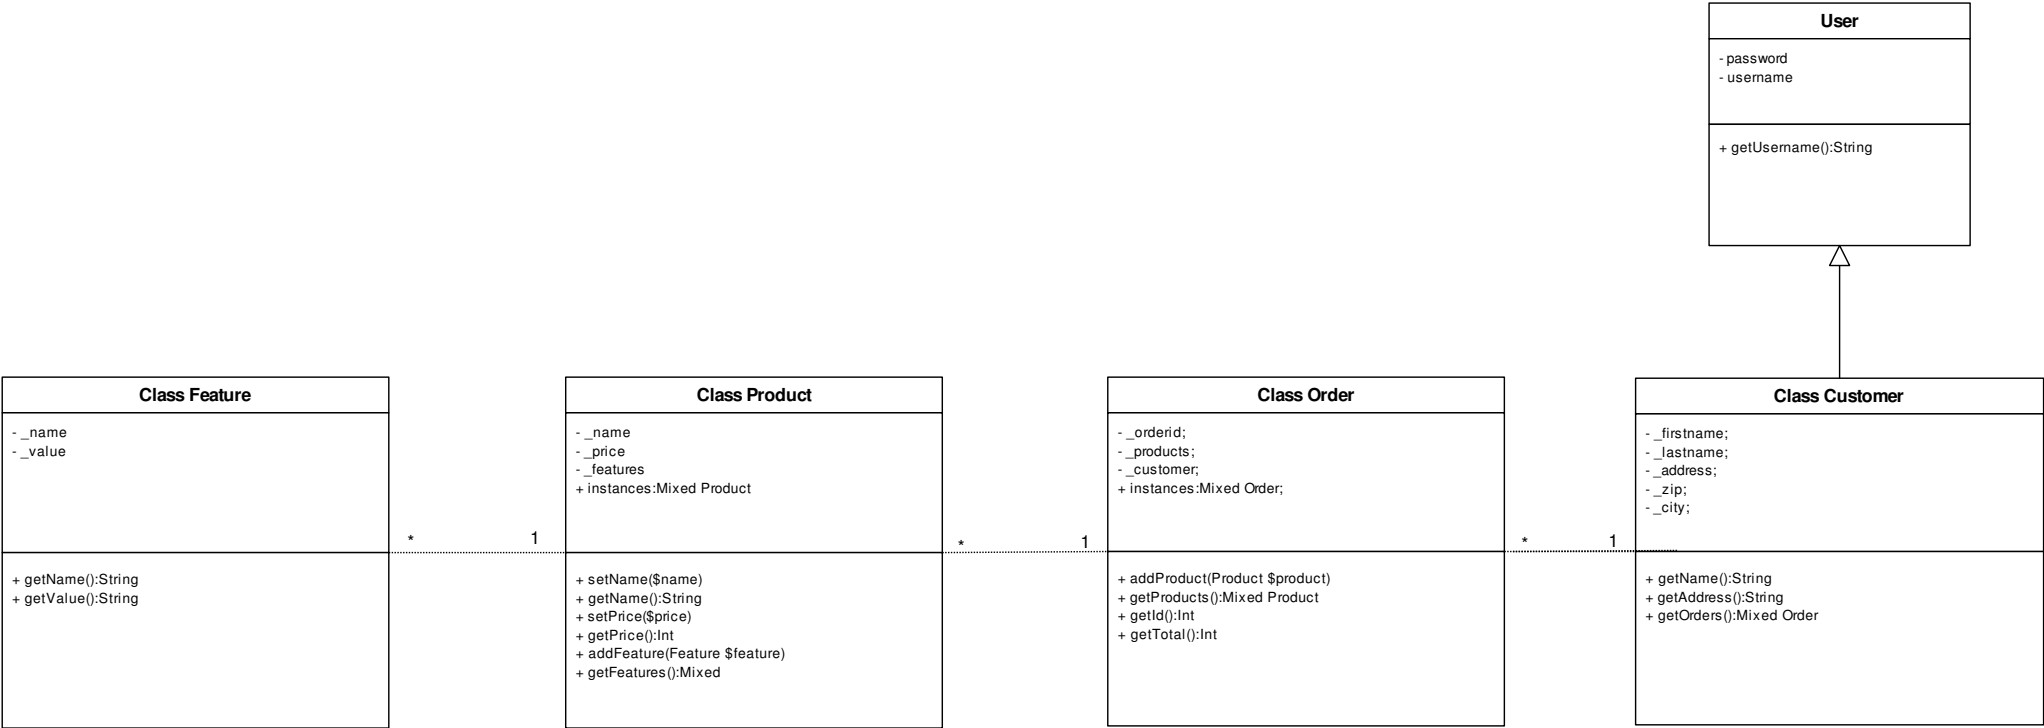 User
- password
- username
+ getUsername():String
Class Feature
- _name
- _value
+ getName():String
+ getValue():String
*
1
Class Product
- _name
- _price
- _features
+ instances:Mixed Product
+ setName($name)
+ getName():String
+ setPrice($price)
+ getPrice():Int
+ addFeature(Feature $feature)
+ getFeatures():Mixed
*
1
Class Order
- _orderid;
- _products;
- _customer;
+ instances:Mixed Order;
+ addProduct(Product $product)
+ getProducts():Mixed Product
+ getId():Int
+ getTotal():Int
*
1
Class Customer
- _firstname;
- _lastname;
- _address;
- _zip;
- _city;
+ getName():String
+ getAddress():String
+ getOrders():Mixed Order